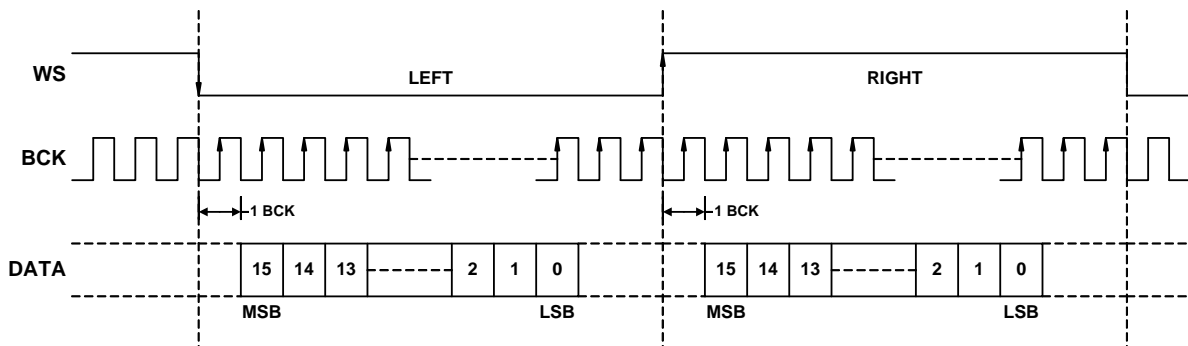 WS
LEFT
RIGHT
BCK
1 BCK
1 BCK
DATA
15 14 13 2 1 0
15 14 13 2 1 0
MSB LSB
MSB LSB